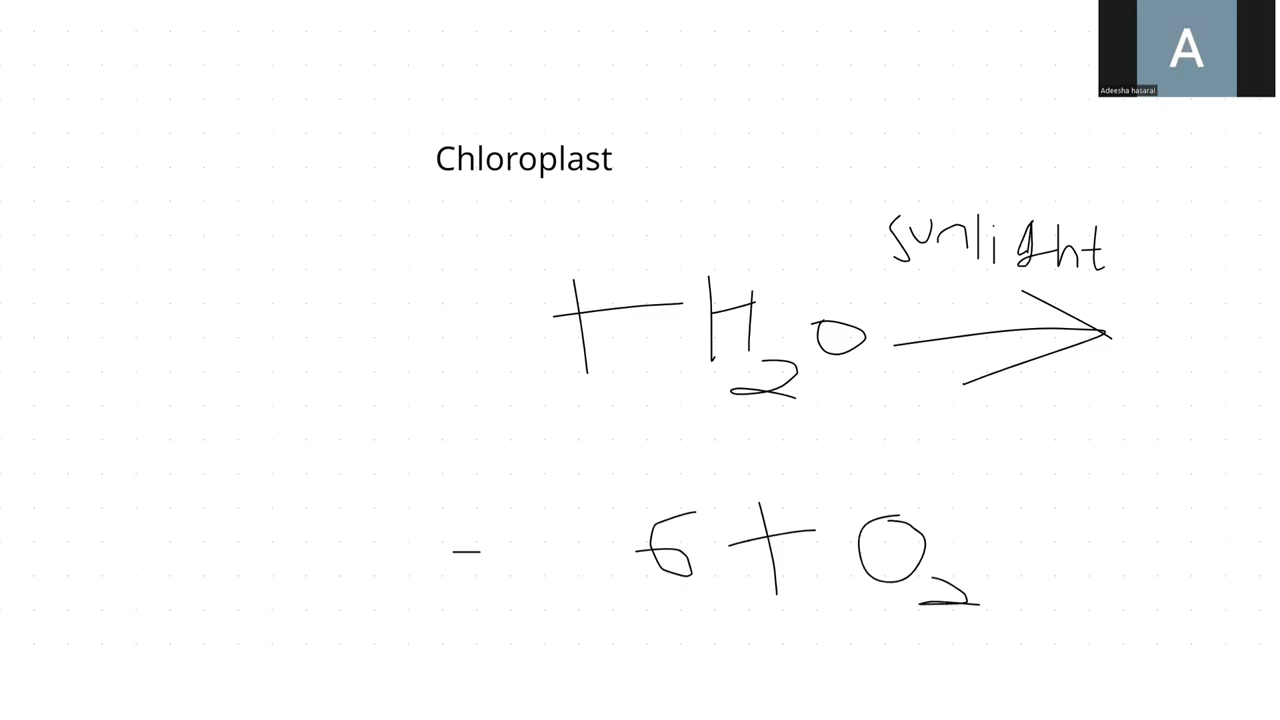 A
Adeesha hasaral
Chloroplast
sunlight
+ H2O →
- 6 + O2